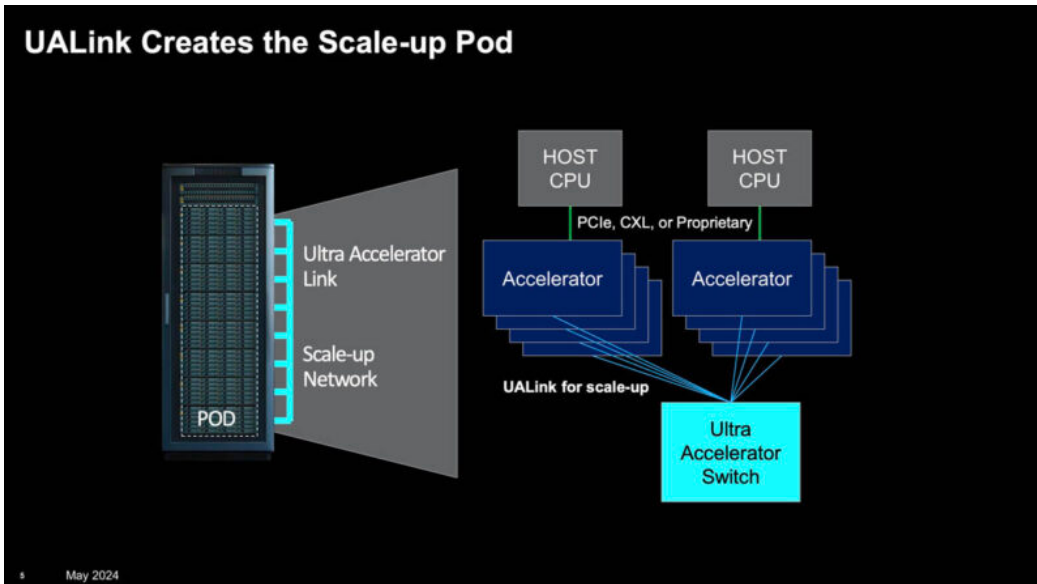 UALink Creates the Scale-up Pod
HOST
CPU
HOST
CPU
PCIe, CXL, or Proprietary
Ultra Accelerator
Link
Accelerator
Accelerator
Scale-up
Network
UALink for scale-up
POD
Ultra
Accelerator
Switch
5
May 2024